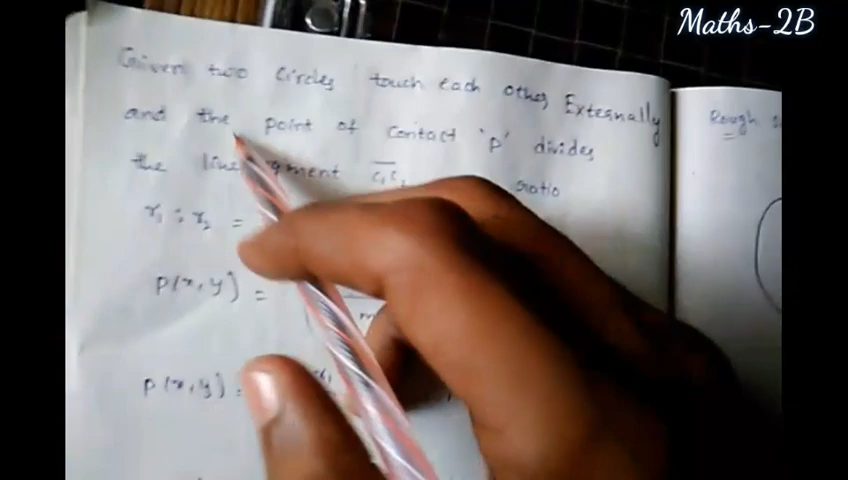 Maths-2B
Given two circles touch each other Externally
and the point of contact 'P' divides
the line C₁C₂ ratio
r₁ : r₂ =
P(x, y) =
P(x, y) =
Rough